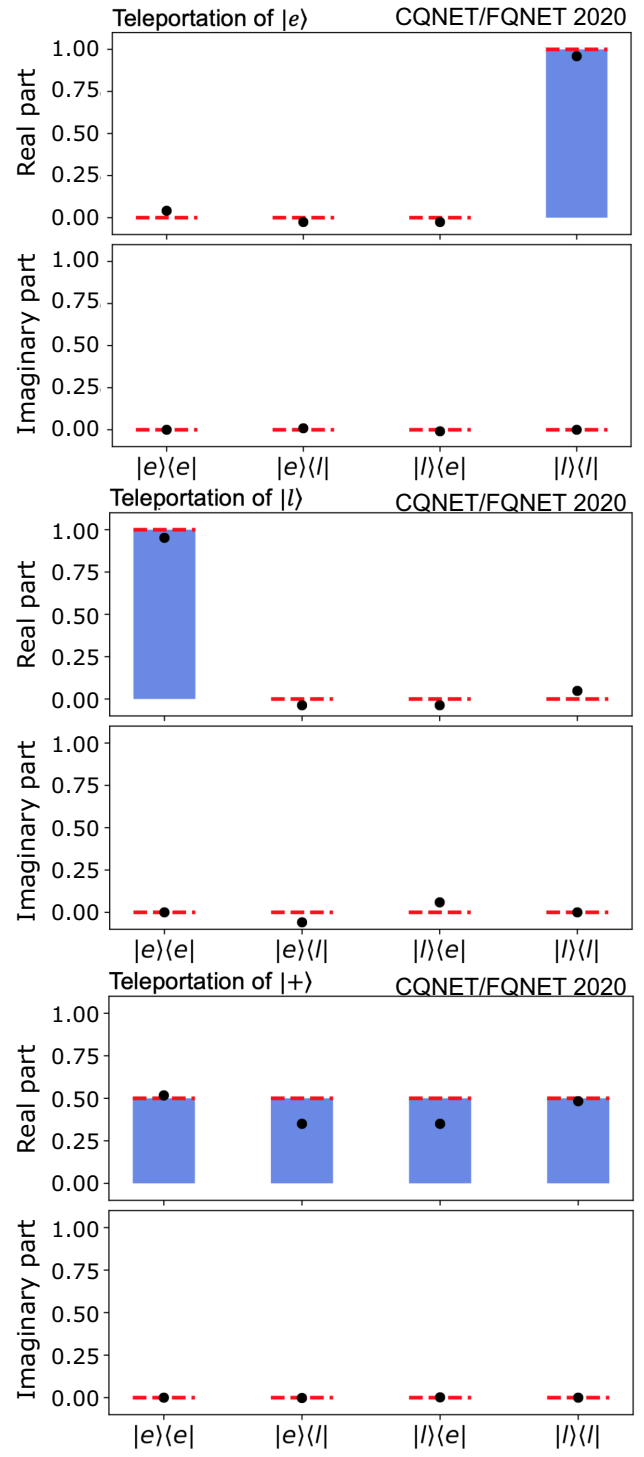 Teleportation of |e⟩ CQNET/FQNET 2020
Real part
1.00
0.75
0.50
0.25
0.00
Imaginary part
1.00
0.75
0.50
0.25
0.00
|e⟩⟨e| |e⟩⟨l| |l⟩⟨e| |l⟩⟨l|
Teleportation of |l⟩ CQNET/FQNET 2020
Real part
1.00
0.75
0.50
0.25
0.00
Imaginary part
1.00
0.75
0.50
0.25
0.00
|e⟩⟨e| |e⟩⟨l| |l⟩⟨e| |l⟩⟨l|
Teleportation of |+⟩ CQNET/FQNET 2020
Real part
1.00
0.75
0.50
0.25
0.00
Imaginary part
1.00
0.75
0.50
0.25
0.00
|e⟩⟨e| |e⟩⟨l| |l⟩⟨e| |l⟩⟨l|